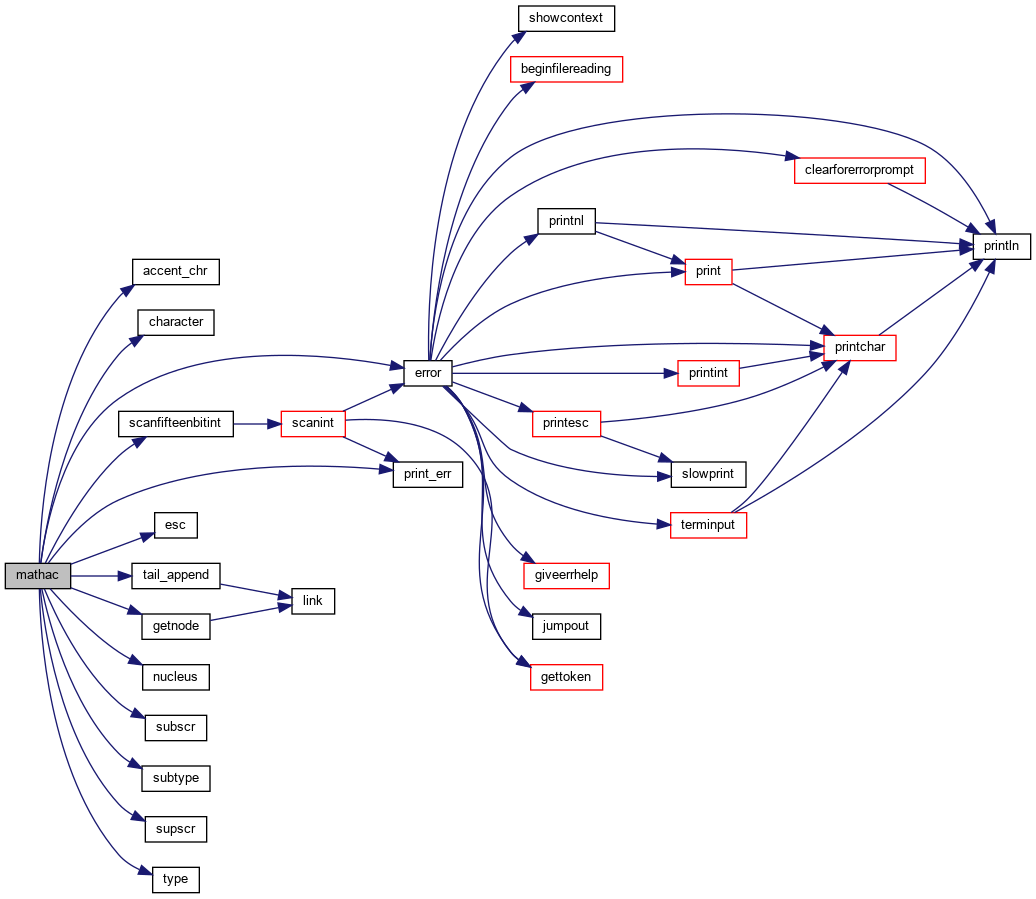 showcontext
beginfilereading
clearforerrorprompt
printnl
println
accent_chr
print
character
printchar
error
printint
scanfifteenbitint
scanint
printesc
print_err
slowprint
esc
terminput
mathac
tail_append
giveerrhelp
link
getnode
jumpout
nucleus
gettoken
subscr
subtype
supscr
type